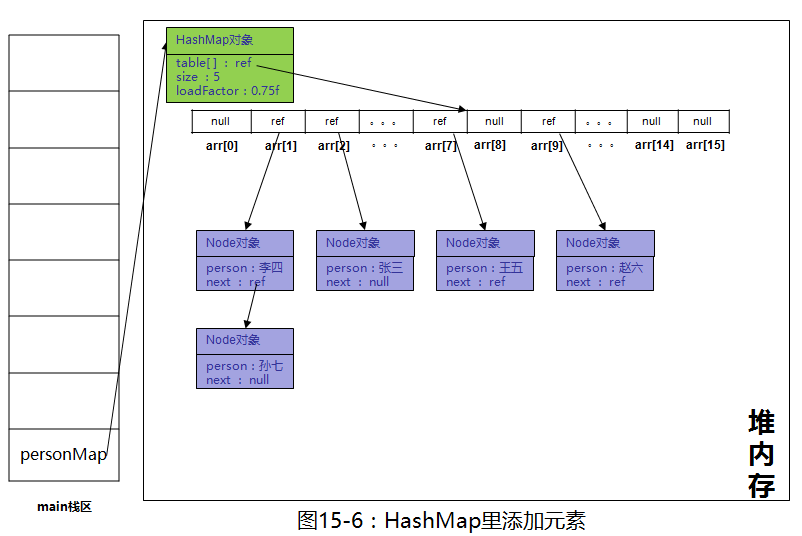 HashMap对象
table[ ] : ref
size : 5
loadFactor : 0.75f
null ref ref 。。。 ref null ref 。。。 null null
arr[0] arr[1] arr[2] 。。。 arr[7] arr[8] arr[9] 。。。 arr[14] arr[15]
Node对象 Node对象 Node对象 Node对象
person : 李四 person : 张三 person : 王五 person : 赵六
next : ref next : null next : ref next : ref
Node对象
person : 孙七
next : null
personMap
堆
内
存
main栈区
图15-6：HashMap里添加元素